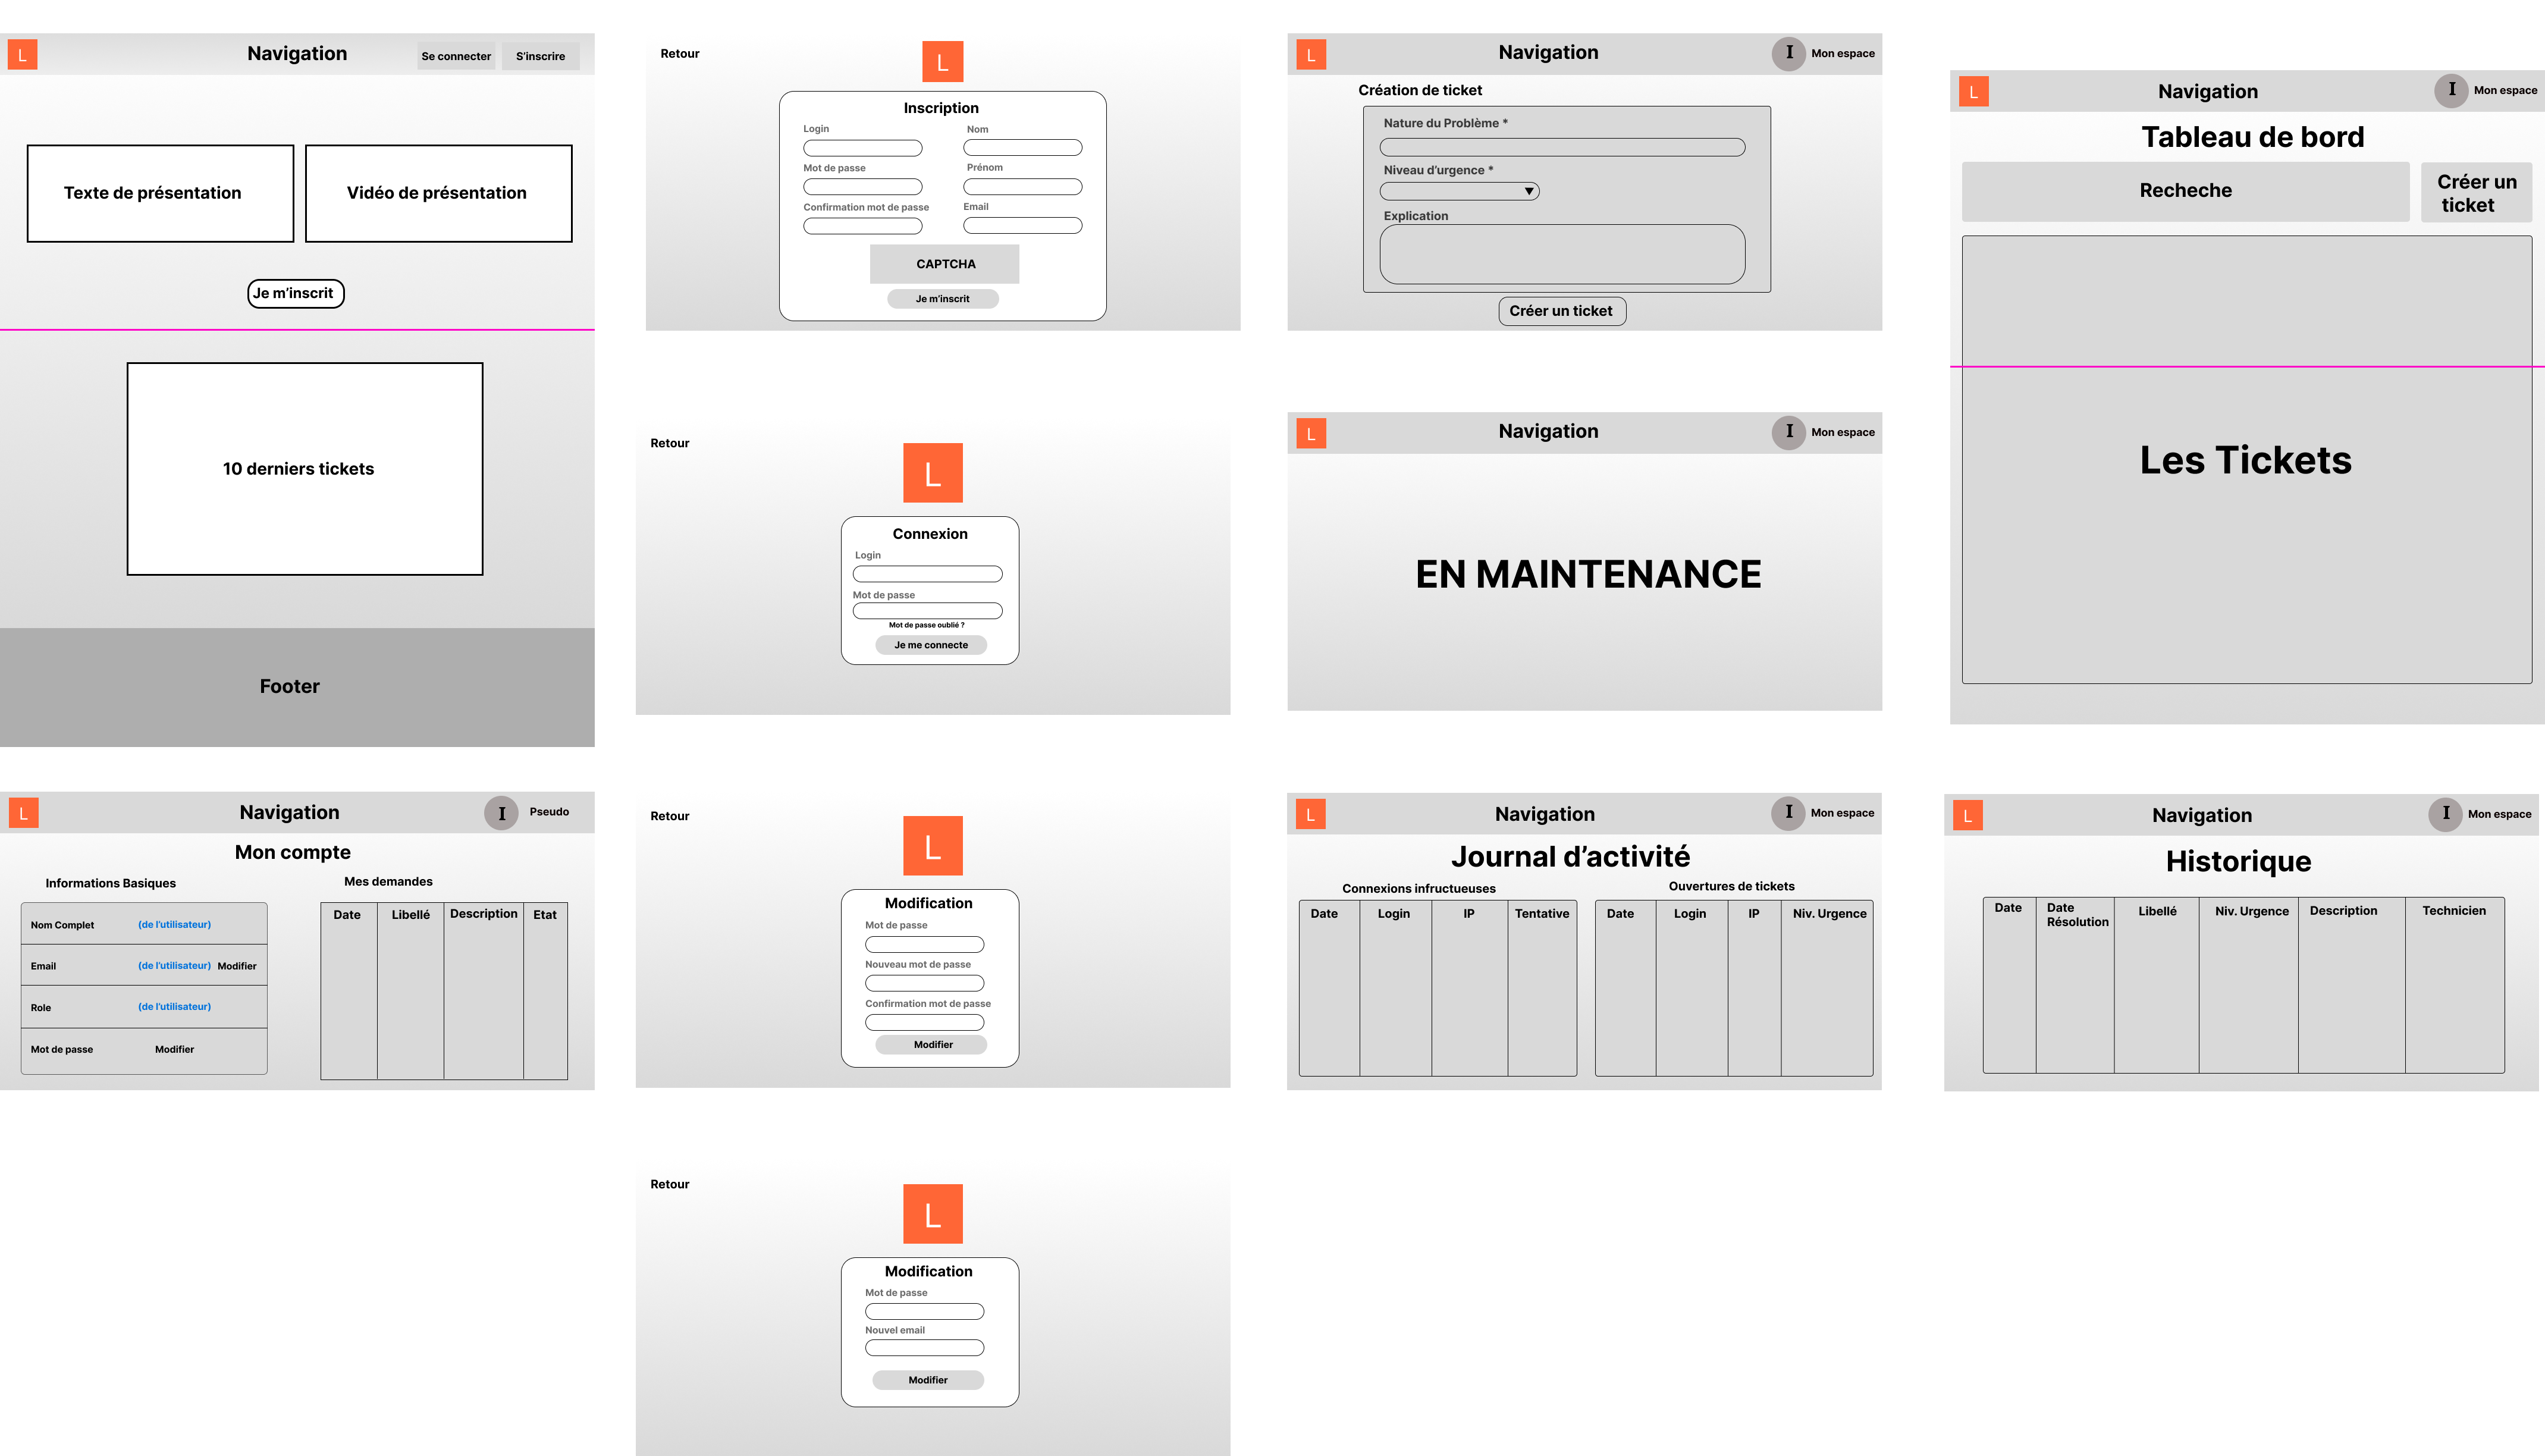 L
Navigation
Se connecter
S'inscrire
Texte de présentation
Vidéo de présentation
Je m'inscrit
10 derniers tickets
Footer
Retour
L
Inscription
Login
Nom
Mot de passe
Prénom
Confirmation mot de passe
Email
CAPTCHA
Je m'inscrit
L
Navigation
I
Mon espace
Création de ticket
Nature du Problème *
Niveau d'urgence *
Explication
Créer un ticket
L
Navigation
I
Mon espace
Tableau de bord
Recheche
Créer un
ticket
Les Tickets
Retour
L
Connexion
Login
Mot de passe
Mot de passe oublié ?
Je me connecte
L
Navigation
I
Mon espace
EN MAINTENANCE
L
Navigation
I
Pseudo
Mon compte
Informations Basiques
Nom Complet (de l'utilisateur)
Email (de l'utilisateur) Modifier
Role (de l'utilisateur)
Mot de passe Modifier
Mes demandes
Date Libellé Description Etat
Retour
L
Modification
Mot de passe
Nouveau mot de passe
Confirmation mot de passe
Modifier
L
Navigation
I
Mon espace
Journal d'activité
Connexions infructueuses
Date Login IP Tentative
Ouvertures de tickets
Date Login IP Niv. Urgence
L
Navigation
I
Mon espace
Historique
Date
Date
Résolution
Libellé
Niv. Urgence
Description
Technicien
Retour
L
Modification
Mot de passe
Nouvel email
Modifier